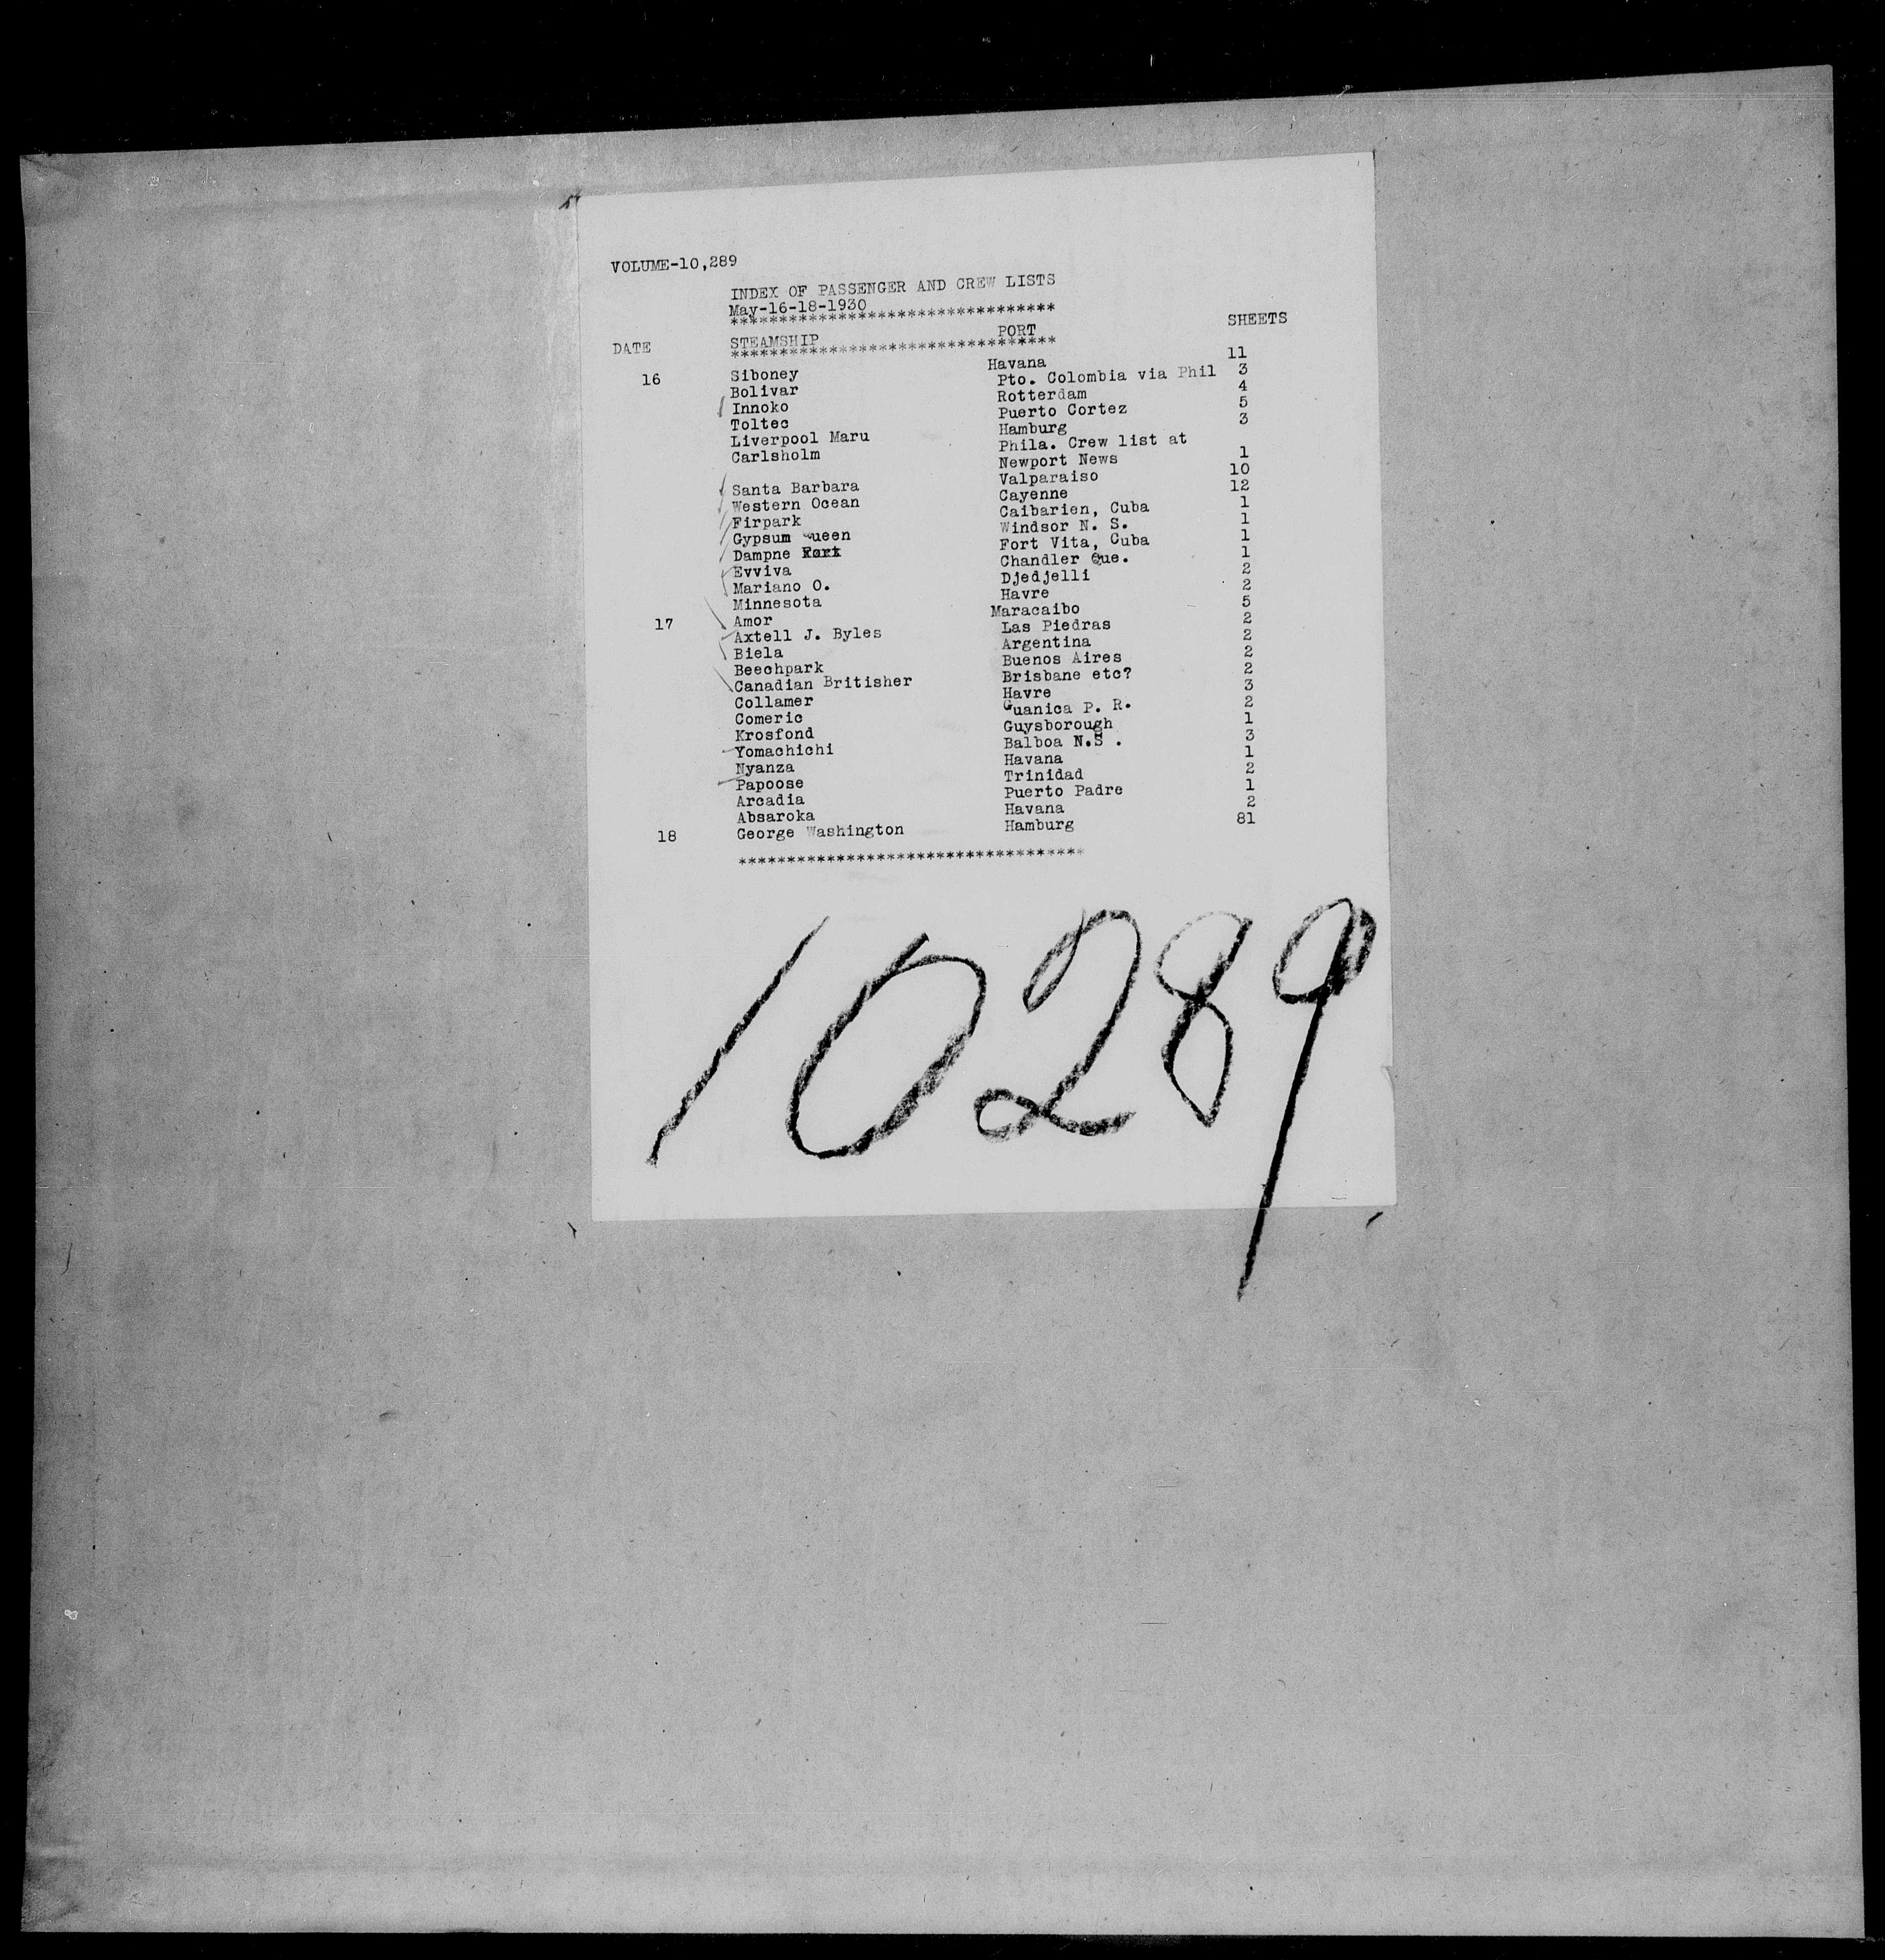 VOLUME-10,289
INDEX OF PASSENGER AND CREW LISTS
May-16-18-1930
*********************************
DATE STEAMSHIP PORT SHEETS
*********************************
16 Siboney Havana 11
Bolivar Pto. Colombia via Phil 3
Innoko Rotterdam 4
Toltec Puerto Cortez 5
Liverpool Maru Hamburg 3
Carlsholm Phila. Crew list at
Newport News 1
Santa Barbara Valparaiso 10
Western Ocean Cayenne 12
Firpark Caibarien, Cuba 1
Gypsum Queen Windsor N. S. 1
Dampne Fort Vita, Cuba 1
Evviva Chandler Que. 1
Mariano O. Djedjelli 2
Minnesota Havre 2
17 Amor Maracaibo 5
Axtell J. Byles Las Piedras 2
Biela Argentina 2
Beechpark Buenos Aires 2
Canadian Britisher Brisbane etc? 2
Collamer Havre 3
Comeric Guanica P. R. 2
Krosfond Guysborough 1
Yomachichi Balboa N.S . 3
Nyanza Havana 1
Papoose Trinidad 2
Arcadia Puerto Padre 1
Absaroka Havana 2
18 George Washington Hamburg 81
***********************************
10289